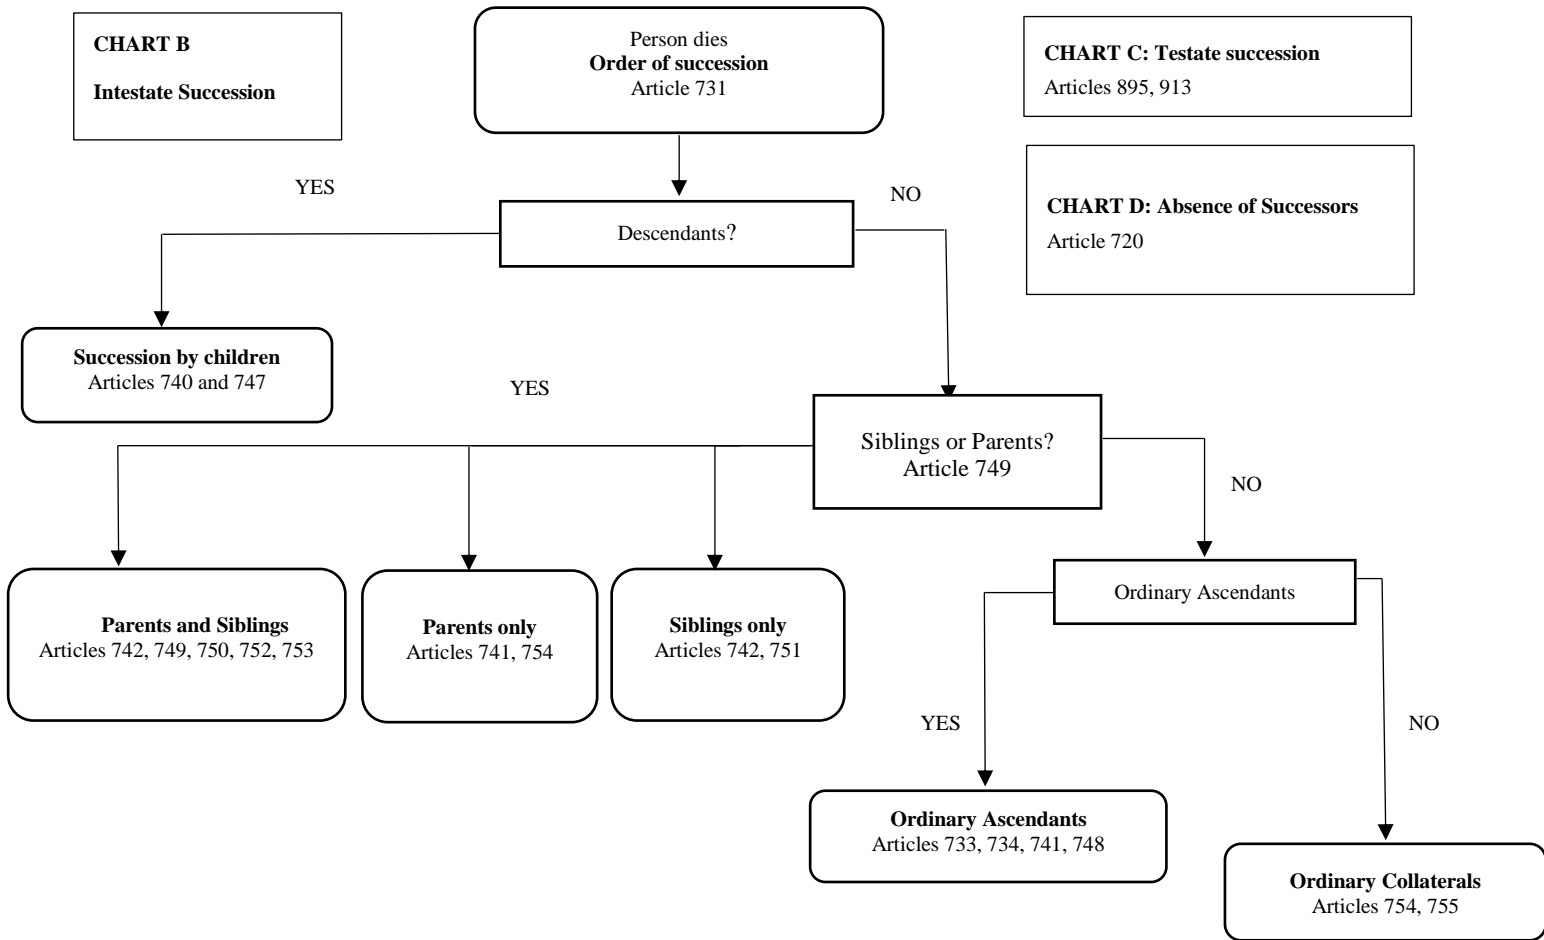 CHART B
Intestate Succession
Person dies
Order of succession
Article 731
CHART C: Testate succession
Articles 895, 913
CHART D: Absence of Successors
Article 720
YES
NO
Descendants?
Succession by children
Articles 740 and 747
YES
Siblings or Parents?
Article 749
NO
Parents and Siblings
Articles 742, 749, 750, 752, 753
Parents only
Articles 741, 754
Siblings only
Articles 742, 751
Ordinary Ascendants
YES
NO
Ordinary Ascendants
Articles 733, 734, 741, 748
Ordinary Collaterals
Articles 754, 755